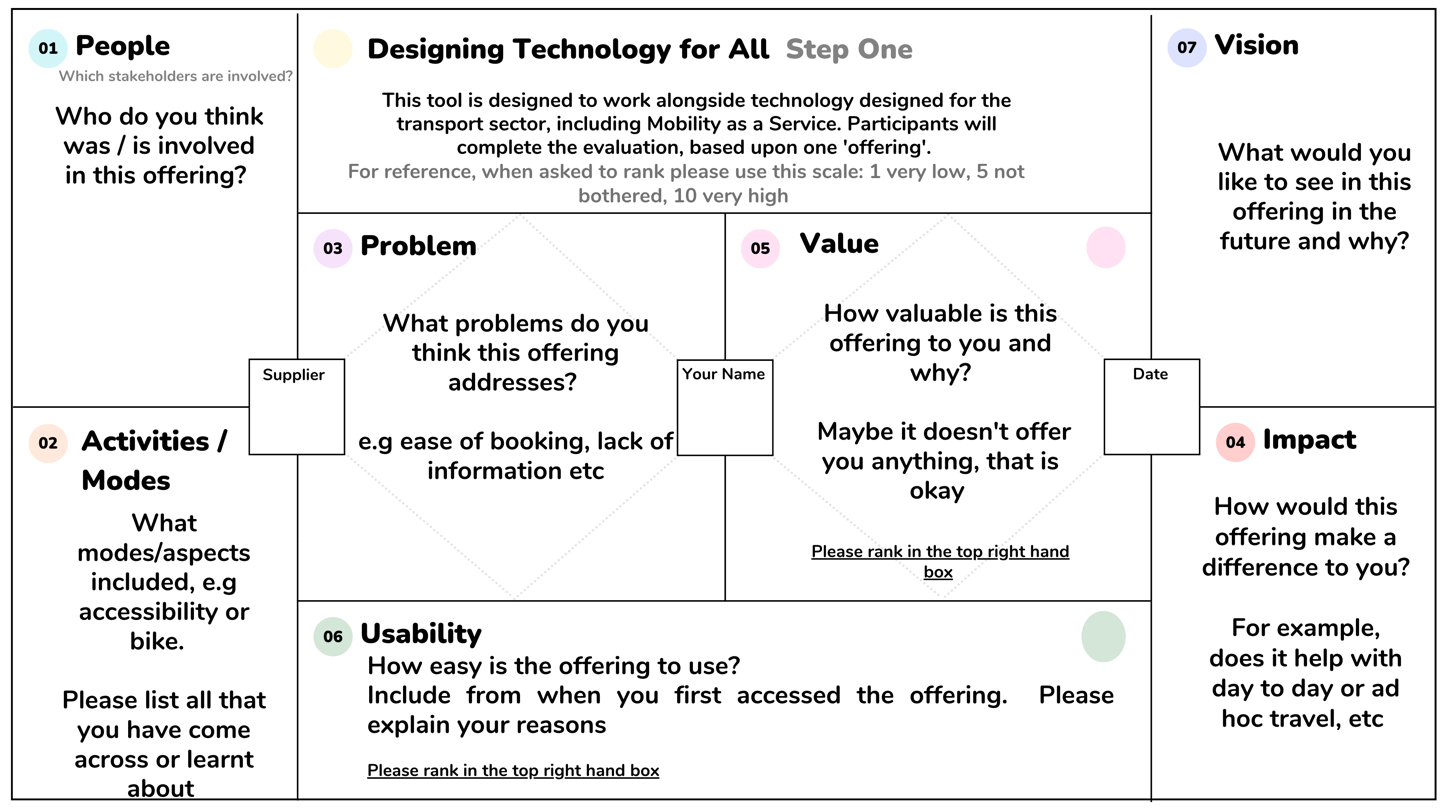 01 People
Which stakeholders are involved?
Who do you think
was / is involved
in this offering?
Designing Technology for All Step One
This tool is designed to work alongside technology designed for the
transport sector, including Mobility as a Service. Participants will
complete the evaluation, based upon one 'offering'.
For reference, when asked to rank please use this scale: 1 very low, 5 not
bothered, 10 very high
07 Vision
What would you
like to see in this
offering in the
future and why?
03 Problem
What problems do you
think this offering
addresses?
e.g ease of booking, lack of
information etc
05 Value
How valuable is this
offering to you and
why?
Maybe it doesn't offer
you anything, that is
okay
Please rank in the top right hand
box
Supplier
Your Name
Date
02 Activities /
Modes
What
modes/aspects
included, e.g
accessibility or
bike.
Please list all that
you have come
across or learnt
about
04 Impact
How would this
offering make a
difference to you?
For example,
does it help with
day to day or ad
hoc travel, etc
06 Usability
How easy is the offering to use?
Include from when you first accessed the offering. Please
explain your reasons
Please rank in the top right hand box